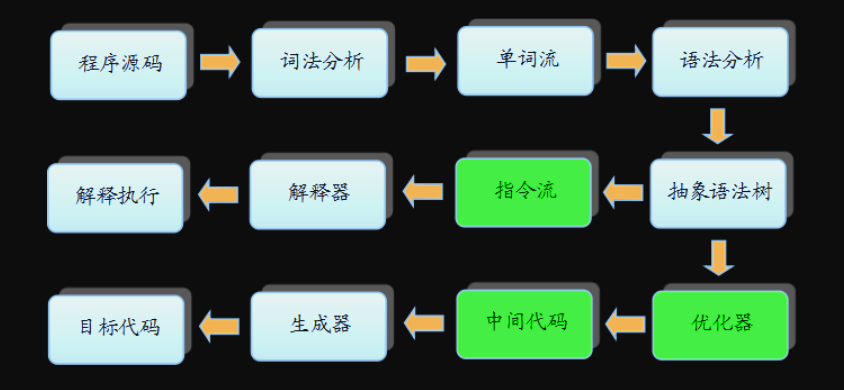 程序源码
词法分析
单词流
语法分析
解释执行
解释器
指令流
抽象语法树
目标代码
生成器
中间代码
优化器